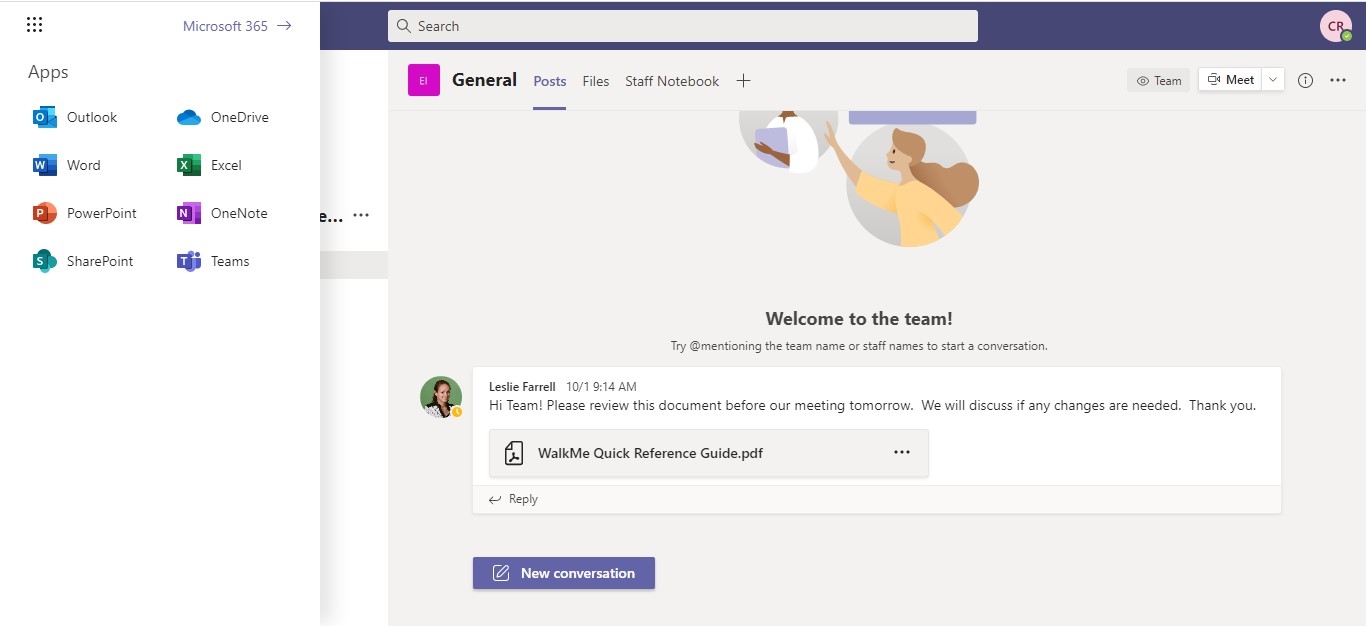 Microsoft 365 →
Search
CR
Apps
Outlook
OneDrive
Word
Excel
PowerPoint
OneNote
SharePoint
Teams
e... ···
EI
General
Posts
Files
Staff Notebook
Team
Meet
Welcome to the team!
Try @mentioning the team name or staff names to start a conversation.
Leslie Farrell 10/1 9:14 AM
Hi Team! Please review this document before our meeting tomorrow. We will discuss if any changes are needed. Thank you.
WalkMe Quick Reference Guide.pdf
Reply
New conversation